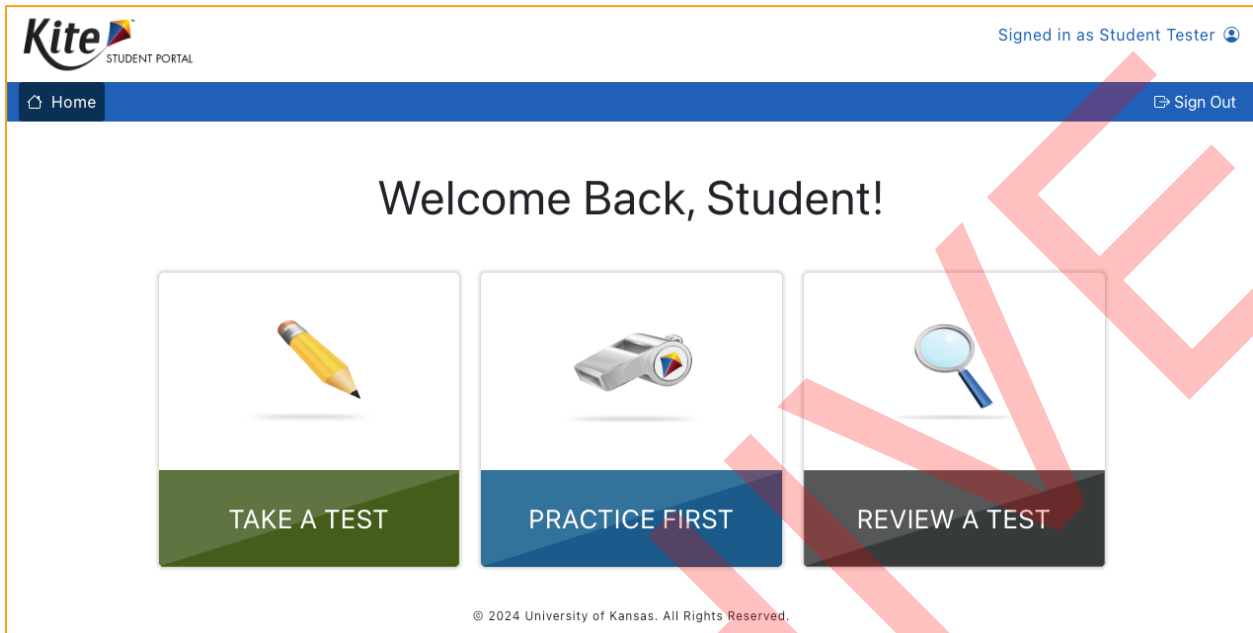 Kite
STUDENT PORTAL
Signed in as Student Tester
Home
Sign Out
Welcome Back, Student!
TAKE A TEST
PRACTICE FIRST
REVIEW A TEST
© 2024 University of Kansas. All Rights Reserved.
IVE